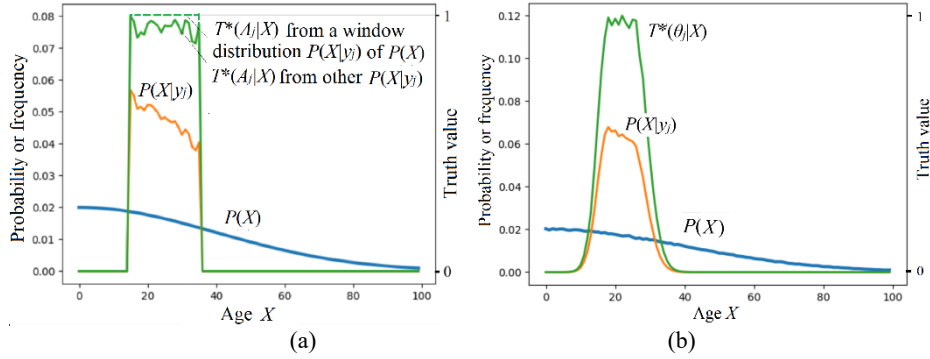 0.08
0.07
0.06
0.05
0.04
0.03
0.02
0.01
0.00
Probability or frequency
T*(Aj|X) from a window
distribution P(X|yj) of P(X)
T*(Aj|X) from other P(X|yj)
P(X|yj)
P(X)
1
0
Truth value
0 20 40 60 80 100
Age X
(a)
0.12
0.10
0.08
0.06
0.04
0.02
0.00
Probability or frequency
T*(θj|X)
P(X|yj)
P(X)
1
0
Truth value
0 20 40 60 80 100
Age X
(b)